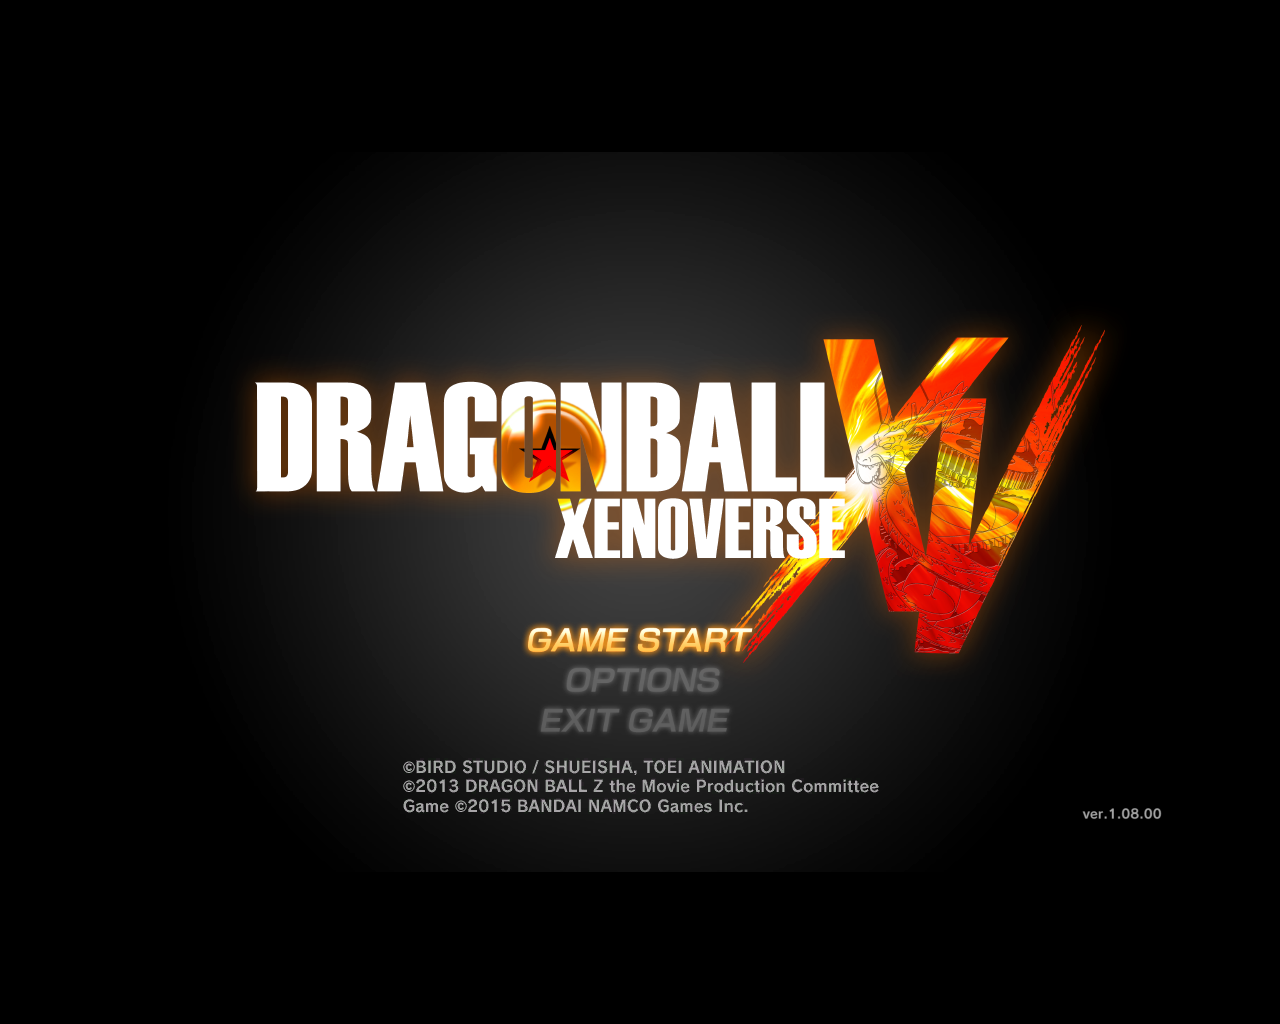 DRAGONBALL XV
XENOVERSE
GAME START
OPTIONS
EXIT GAME
©BIRD STUDIO / SHUEISHA, TOEI ANIMATION
©2013 DRAGON BALL Z the Movie Production Committee
Game ©2015 BANDAI NAMCO Games Inc.
ver.1.08.00